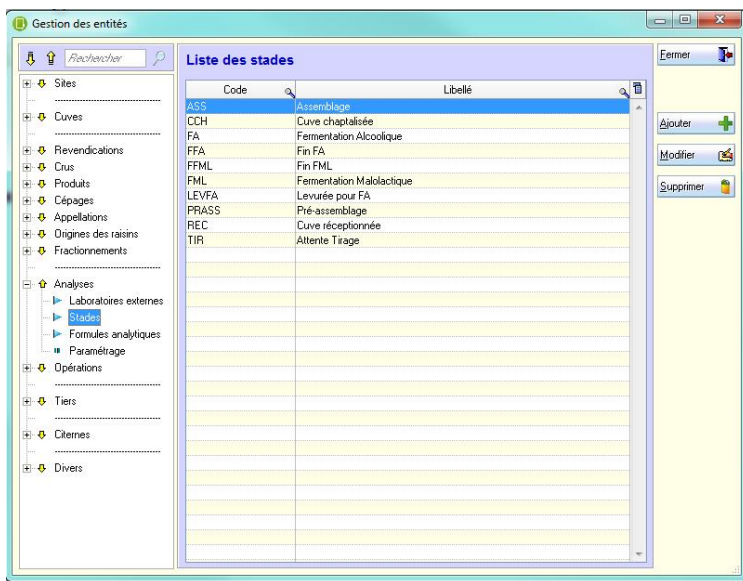 Gestion des entités
Rechercher
Sites
Cuves
Revendications
Crus
Produits
Cépages
Appellations
Origines des raisins
Fractionnements
Analyses
Laboratoires externes
Stades
Formules analytiques
Paramétrage
Opérations
Tiers
Citernes
Divers
Liste des stades
Code Libellé
ASS Assemblage
CCH Cuve chaptalisée
FA Fermentation Alcoolique
FFA Fin FA
FFML Fin FML
FML Fermentation Malolactique
LEVFA Levurée pour FA
PRASS Pré-assemblage
REC Cuve réceptionnée
TIR Attente Tirage
Fermer
Ajouter
Modifier
Supprimer